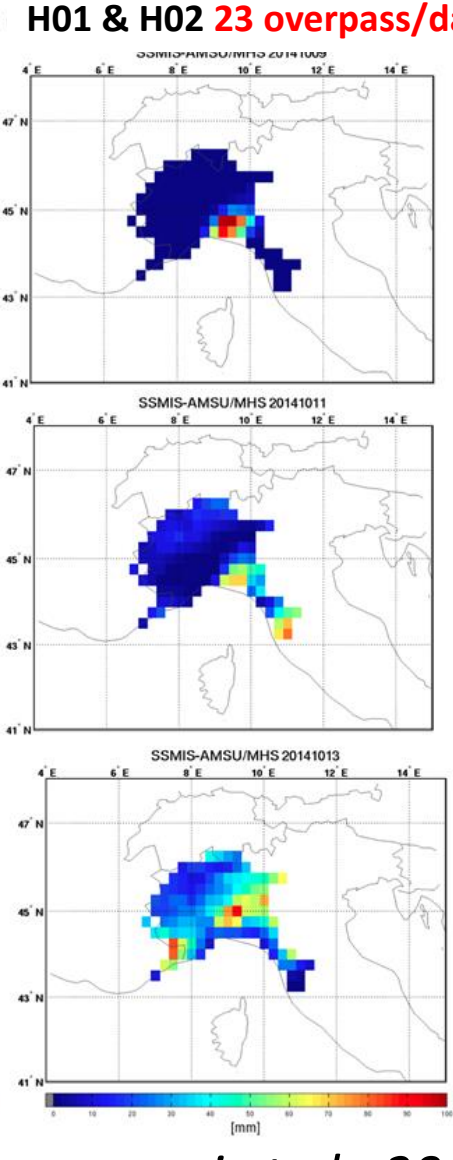 H01 & H02 23 overpass/da
SSMIS-AMSU/MHS 20141009
4° E 6° E 8° E 10° E 12° E 14° E
47° N
45° N
43° N
41° N
SSMIS-AMSU/MHS 20141011
4° E 6° E 8° E 10° E 12° E 14° E
47° N
45° N
43° N
41° N
SSMIS-AMSU/MHS 20141013
4° E 6° E 8° E 10° E 12° E 14° E
47° N
45° N
43° N
41° N
0 10 20 30 40 50 60 70 80 90 100
[mm]